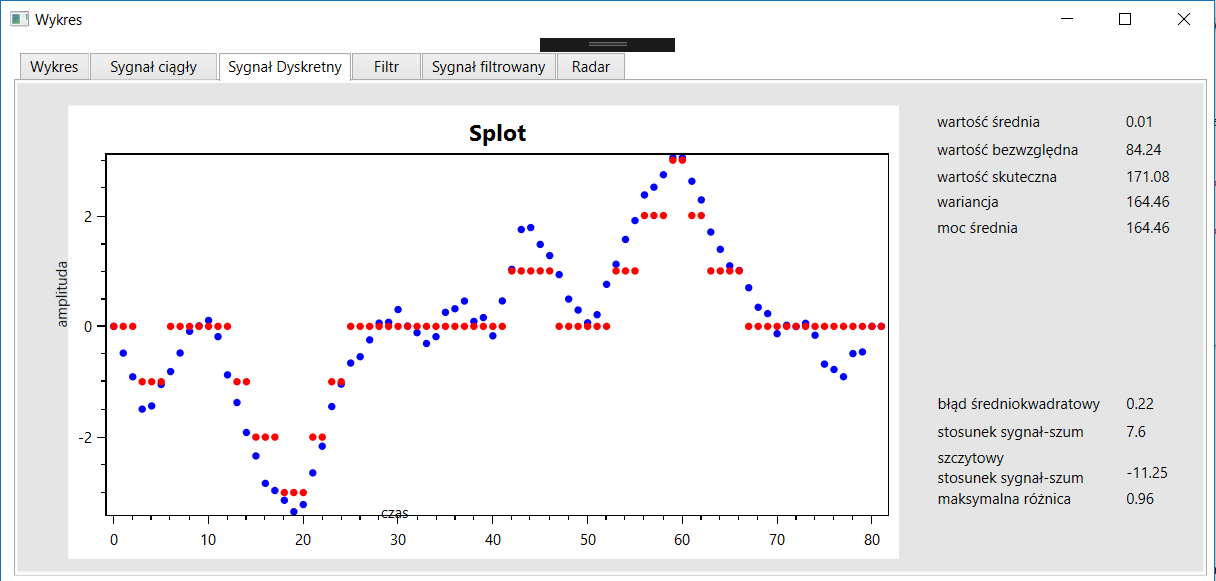 Wykres
Wykres Sygnał ciągły Sygnał Dyskretny Filtr Sygnał filtrowany Radar
Splot
amplituda
2
0
-2
czas
0 10 20 30 40 50 60 70 80
wartość średnia 0.01
wartość bezwzględna 84.24
wartość skuteczna 171.08
wariancja 164.46
moc średnia 164.46
błąd średniokwadratowy 0.22
stosunek sygnał-szum 7.6
szczytowy
stosunek sygnał-szum -11.25
maksymalna różnica 0.96